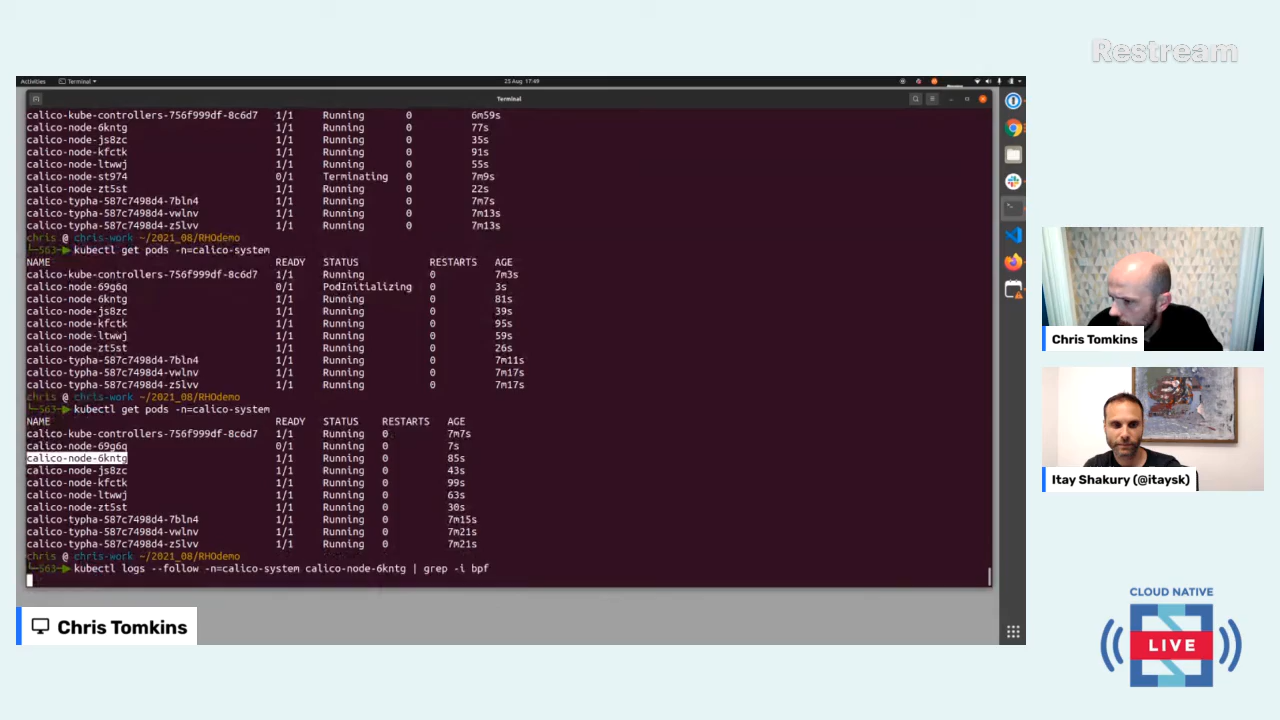 Restream
Activities Terminal 25 Aug 17:49
Terminal
calico-kube-controllers-756f999df-8c6d7 1/1 Running 0 6m59s
calico-node-6kntg 1/1 Running 0 77s
calico-node-js8zc 1/1 Running 0 35s
calico-node-kfctk 1/1 Running 0 91s
calico-node-ltwwj 1/1 Running 0 55s
calico-node-st974 0/1 Terminating 0 7m9s
calico-node-zt5st 1/1 Running 0 22s
calico-typha-587c7498d4-7bln4 1/1 Running 0 7m7s
calico-typha-587c7498d4-vwlnv 1/1 Running 0 7m13s
calico-typha-587c7498d4-z5lvv 1/1 Running 0 7m13s
chris @ chris-work ~/2021_08/RHOdemo
563 kubectl get pods -n=calico-system
NAME READY STATUS RESTARTS AGE
calico-kube-controllers-756f999df-8c6d7 1/1 Running 0 7m3s
calico-node-69g6q 0/1 PodInitializing 0 3s
calico-node-6kntg 1/1 Running 0 81s
calico-node-js8zc 1/1 Running 0 39s
calico-node-kfctk 1/1 Running 0 95s
calico-node-ltwwj 1/1 Running 0 59s
calico-node-zt5st 1/1 Running 0 26s
calico-typha-587c7498d4-7bln4 1/1 Running 0 7m11s
calico-typha-587c7498d4-vwlnv 1/1 Running 0 7m17s
calico-typha-587c7498d4-z5lvv 1/1 Running 0 7m17s
chris @ chris-work ~/2021_08/RHOdemo
563 kubectl get pods -n=calico-system
NAME READY STATUS RESTARTS AGE
calico-kube-controllers-756f999df-8c6d7 1/1 Running 0 7m7s
calico-node-69g6q 0/1 Running 0 7s
calico-node-6kntg 1/1 Running 0 85s
calico-node-js8zc 1/1 Running 0 43s
calico-node-kfctk 1/1 Running 0 99s
calico-node-ltwwj 1/1 Running 0 63s
calico-node-zt5st 1/1 Running 0 30s
calico-typha-587c7498d4-7bln4 1/1 Running 0 7m15s
calico-typha-587c7498d4-vwlnv 1/1 Running 0 7m21s
calico-typha-587c7498d4-z5lvv 1/1 Running 0 7m21s
chris @ chris-work ~/2021_08/RHOdemo
563 kubectl logs --follow -n=calico-system calico-node-6kntg | grep -i bpf
Chris Tomkins
Chris Tomkins
Itay Shakury (@itaysk)
CLOUD NATIVE
LIVE